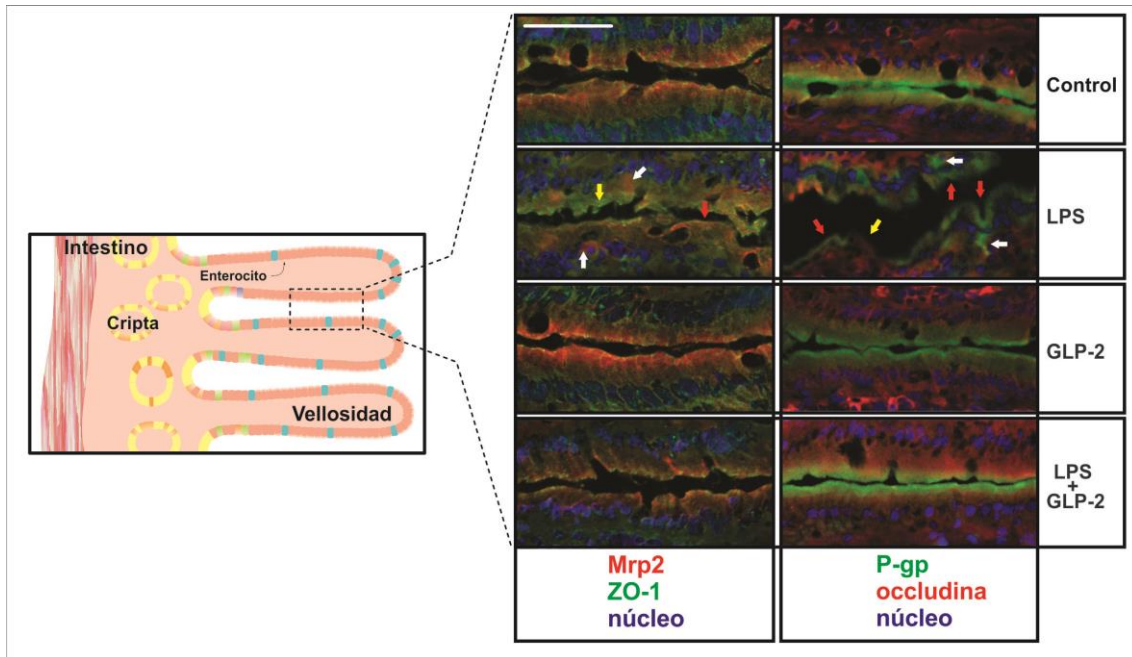 Intestino
Enterocito
Cripta
Vellosidad
Control
LPS
GLP-2
LPS
+
GLP-2
Mrp2
ZO-1
núcleo
P-gp
occludina
núcleo